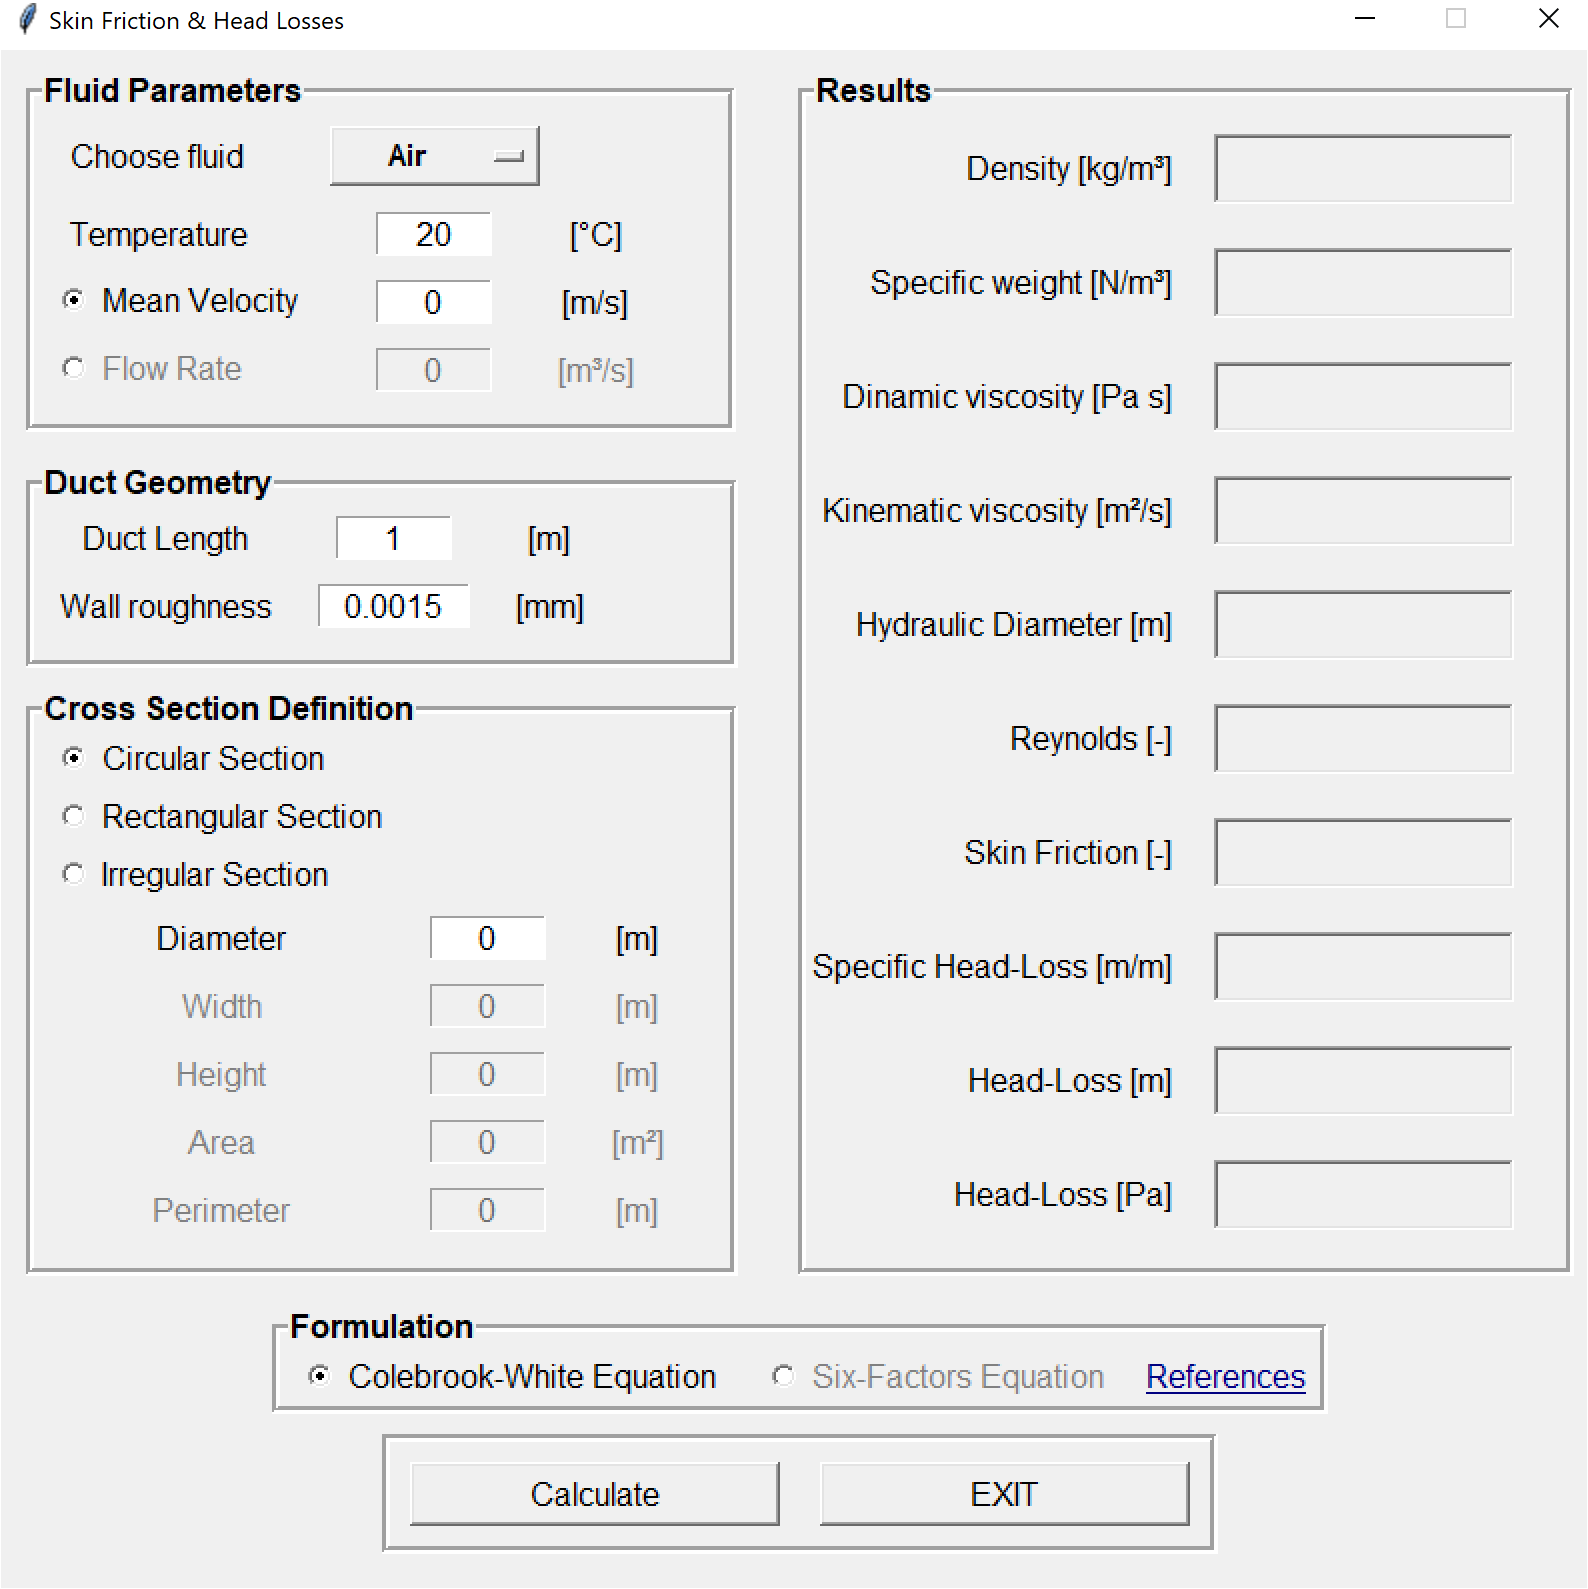 Skin Friction & Head Losses
Fluid Parameters
Choose fluid Air
Temperature 20 [°C]
Mean Velocity 0 [m/s]
Flow Rate 0 [m³/s]
Duct Geometry
Duct Length 1 [m]
Wall roughness 0.0015 [mm]
Cross Section Definition
Circular Section
Rectangular Section
Irregular Section
Diameter 0 [m]
Width 0 [m]
Height 0 [m]
Area 0 [m²]
Perimeter 0 [m]
Results
Density [kg/m³]
Specific weight [N/m³]
Dinamic viscosity [Pa s]
Kinematic viscosity [m²/s]
Hydraulic Diameter [m]
Reynolds [-]
Skin Friction [-]
Specific Head-Loss [m/m]
Head-Loss [m]
Head-Loss [Pa]
Formulation
Colebrook-White Equation Six-Factors Equation References
Calculate EXIT